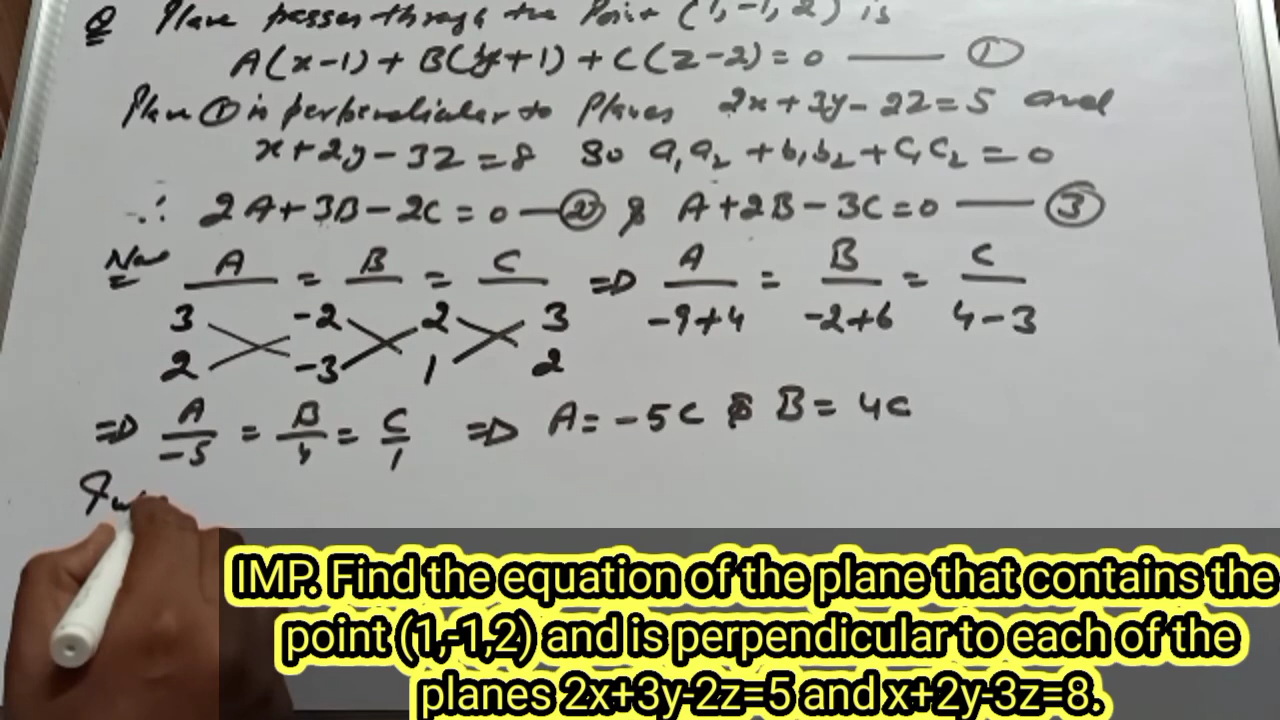 Q Plane passes through the Point (1,-1,2) is
A(x-1)+B(y+1)+C(z-2)=0 —— ①
Plane ① is perpendicular to Planes 2x+3y-2z=5 and
x+2y-3z=8 So a₁a₂+b₁b₂+c₁c₂=0
∴ 2A+3B-2C=0 — ② & A+2B-3C=0 —— ③
Now A/ = B/ = C/ ⇒ A/-9+4 = B/-2+6 = C/4-3
3 -2 2 3
2 -3 1 2
⇒ A/-5 = B/4 = C/1 ⇒ A=-5C & B=4C
IMP. Find the equation of the plane that contains the
point (1,-1,2) and is perpendicular to each of the
planes 2x+3y-2z=5 and x+2y-3z=8.